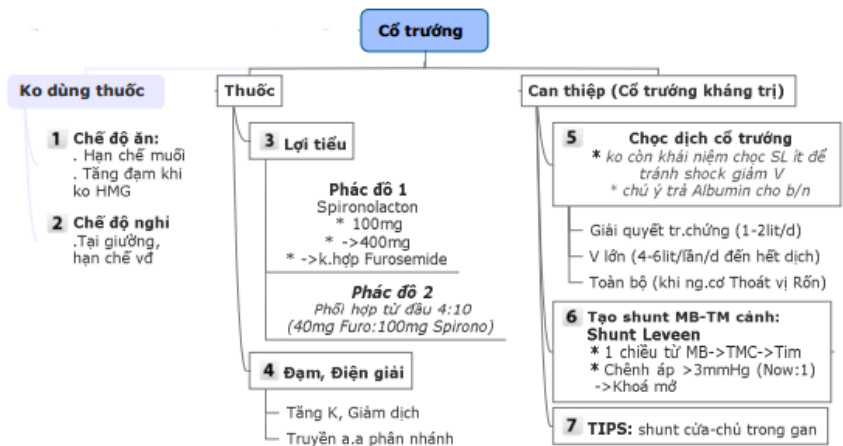 Cổ trướng
Ko dùng thuốc
1 Chế độ ăn:
. Hạn chế muối
. Tăng đạm khi
ko HMG
2 Chế độ nghỉ
.Tại giường,
hạn chế vđ
Thuốc
3 Lợi tiểu
Phác đồ 1
Spironolacton
* 100mg
* ->400mg
* ->k.hợp Furosemide
Phác đồ 2
Phối hợp từ đầu 4:10
(40mg Furo:100mg Spirono)
4 Đạm, Điện giải
Tăng K, Giảm dịch
Truyền a.a phân nhánh
Can thiệp (Cổ trướng kháng trị)
5 Chọc dịch cổ trướng
* ko còn khái niệm chọc SL ít để
tránh shock giảm V
* chú ý trả Albumin cho b/n
Giải quyết tr.chứng (1-2lit/d)
V lớn (4-6lit/lần/d đến hết dịch)
Toàn bộ (khi ng.cơ Thoát vị Rốn)
6 Tạo shunt MB-TM cảnh:
Shunt Leveen
* 1 chiều từ MB->TMC->Tim
* Chênh áp >3mmHg (Now:1)
->Khoá mở
7 TIPS: shunt cửa-chủ trong gan